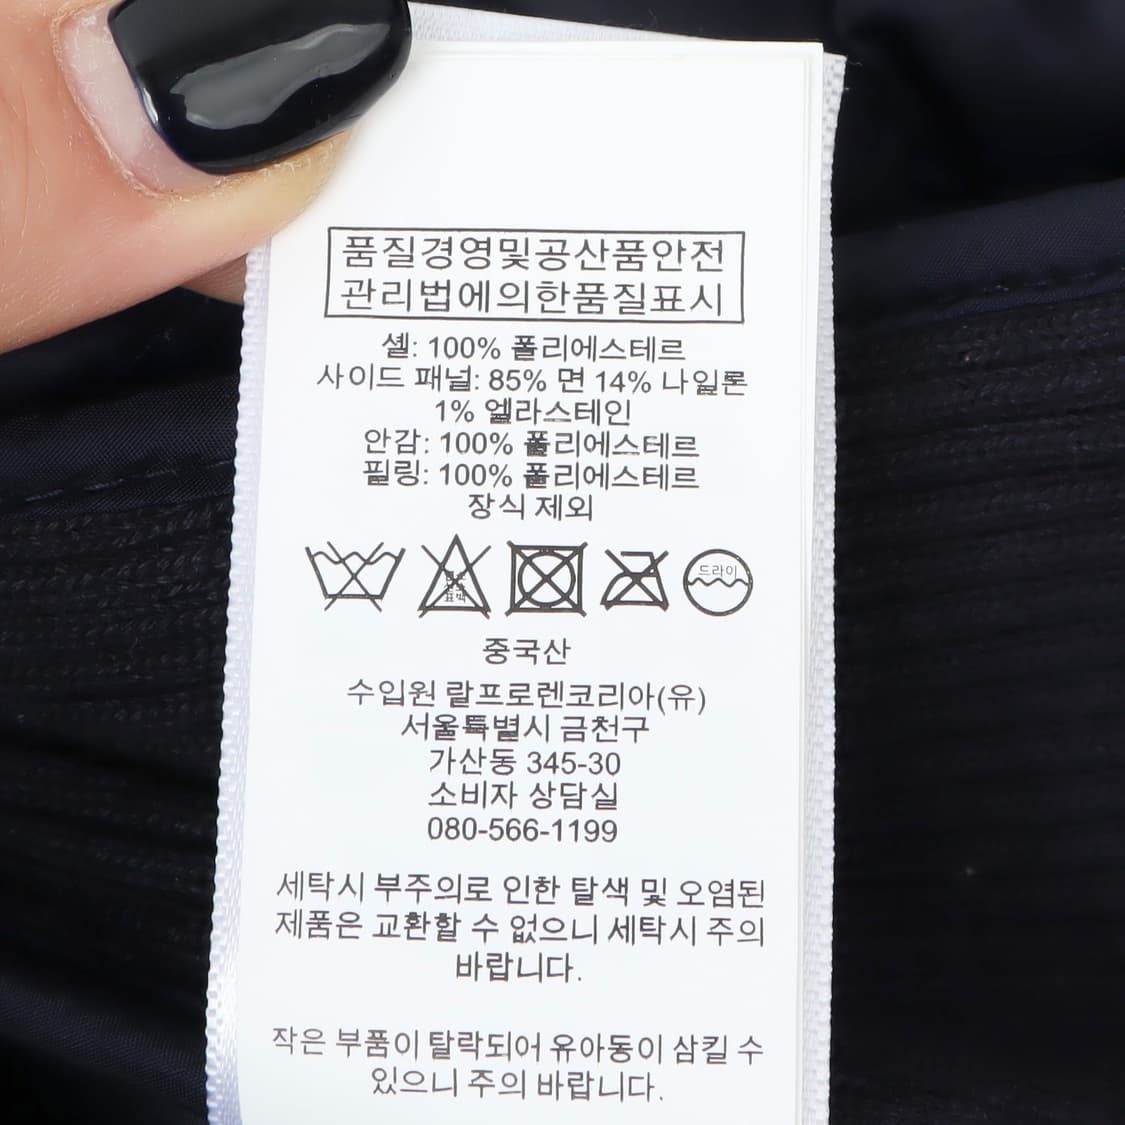 품질경영및공산품안전
관리법에의한품질표시
셸: 100% 폴리에스테르
사이드 패널: 85% 면 14% 나일론
1% 엘라스테인
안감: 100% 폴리에스테르
필링: 100% 폴리에스테르
장식 제외
드라이
중국산
수입원 랄프로렌코리아(유)
서울특별시 금천구
가산동 345-30
소비자 상담실
080-566-1199
세탁시 부주의로 인한 탈색 및 오염된
제품은 교환할 수 없으니 세탁시 주의
바랍니다.
작은 부품이 탈락되어 유아동이 삼킬 수
있으니 주의 바랍니다.